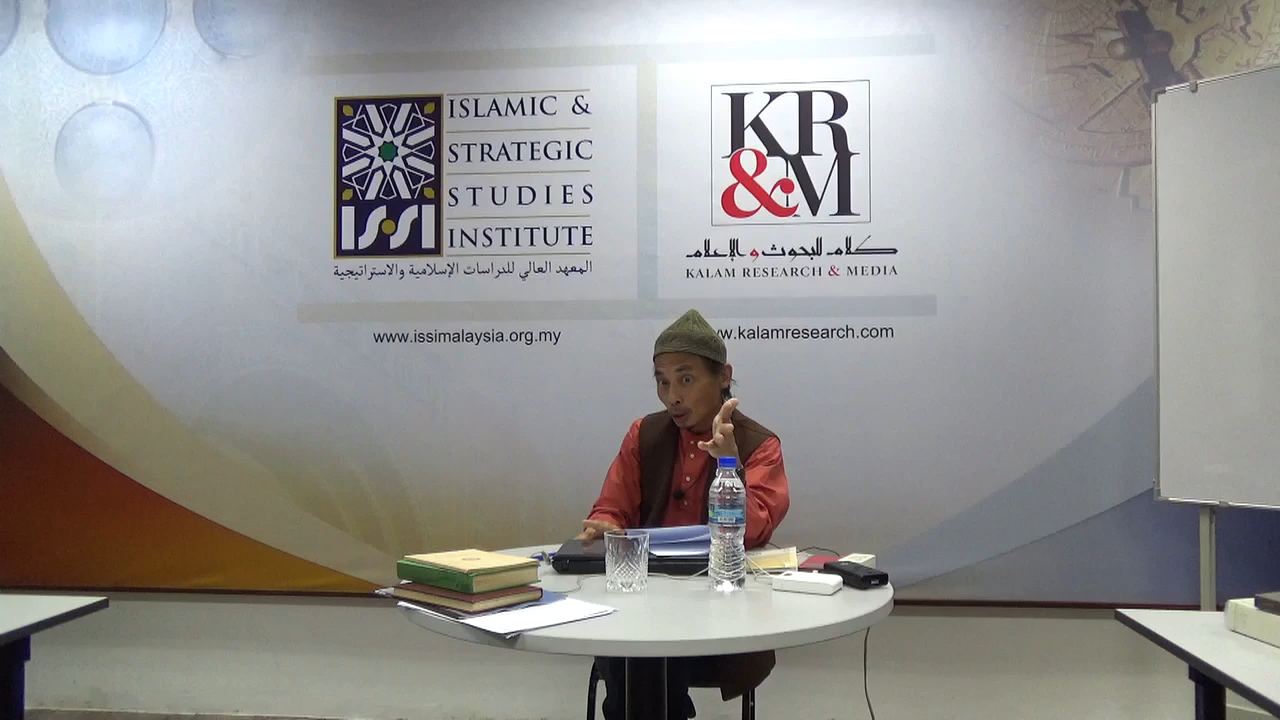 ISLAMIC &
STRATEGIC
STUDIES
INSTITUTE
ISSI
المعهد العالي للدراسات الإسلامية والاستراتيجية
www.issimalaysia.org.my
KR
&M
كلام للبحوث والإعلام
KALAM RESEARCH & MEDIA
www.kalamresearch.com